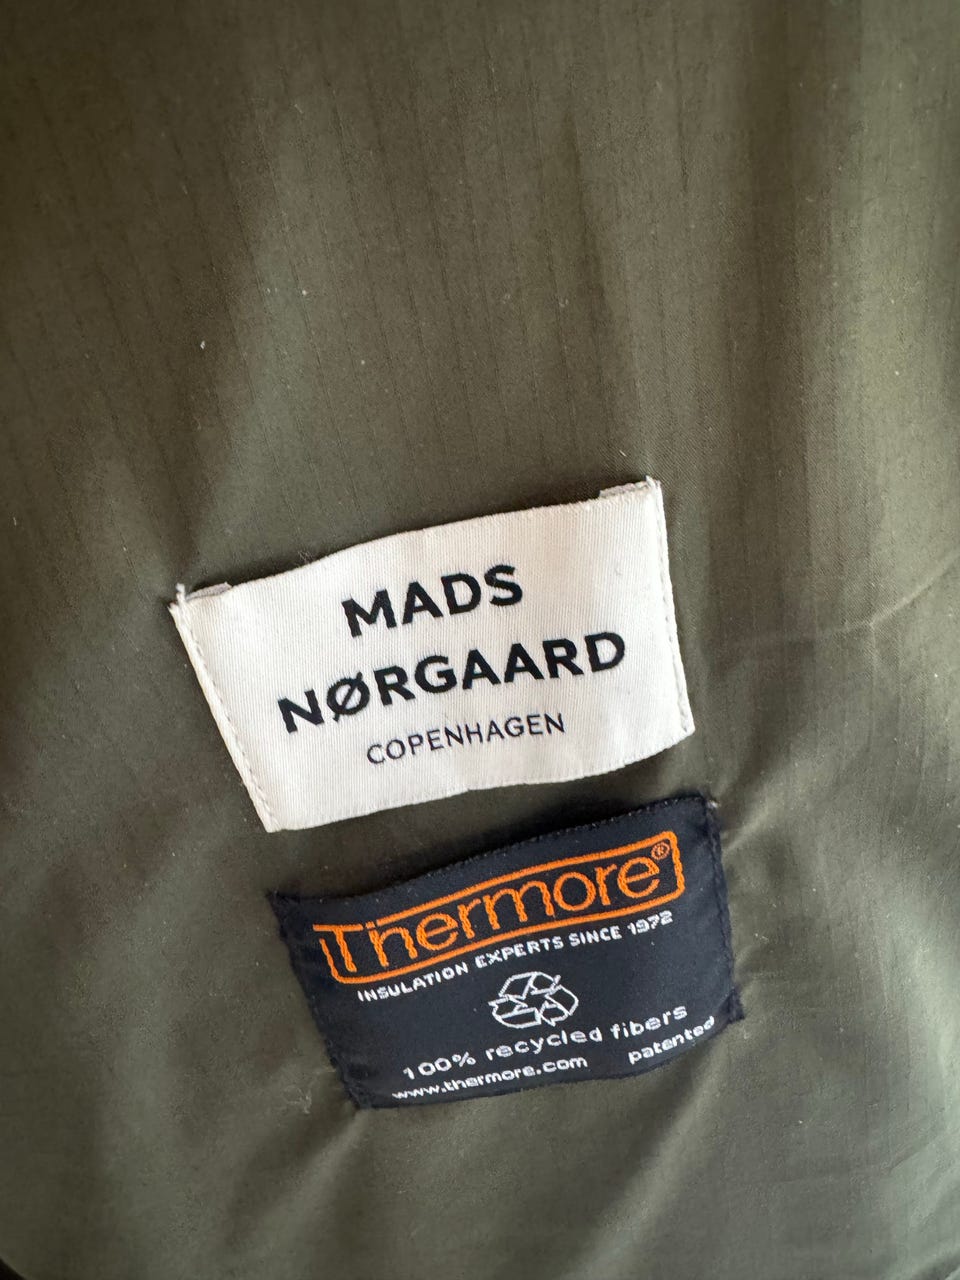 MADS
NØRGAARD
COPENHAGEN
Thermore®
INSULATION EXPERTS SINCE 1972
100% recycled fibers
www.thermore.com patented